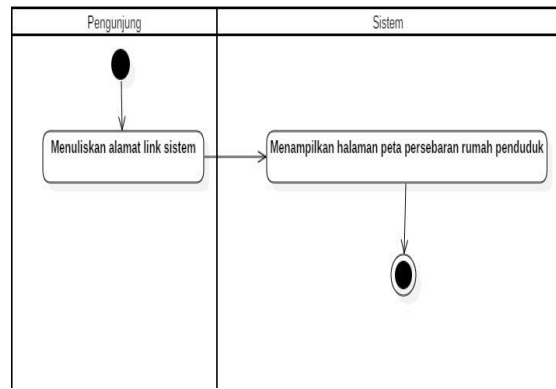 Pengunjung
Sistem
Menuliskan alamat link sistem
Menampilkan halaman peta persebaran rumah penduduk